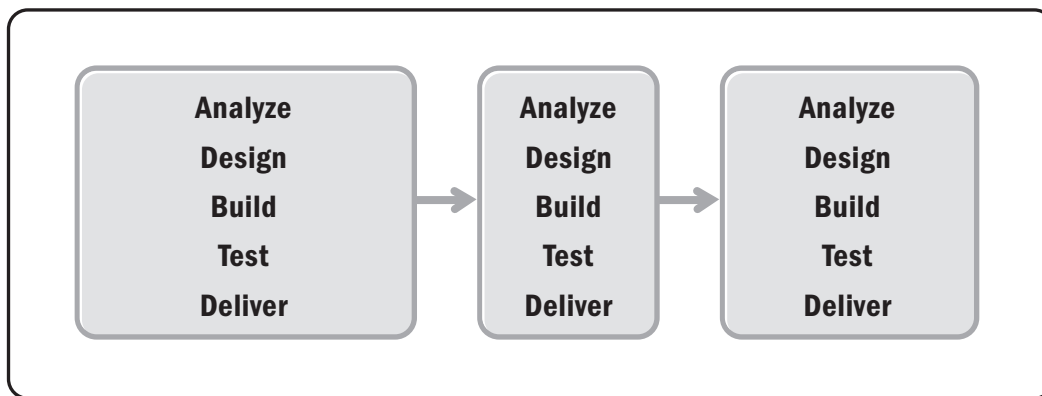 Analyze
Design
Build
Test
Deliver
Analyze
Design
Build
Test
Deliver
Analyze
Design
Build
Test
Deliver